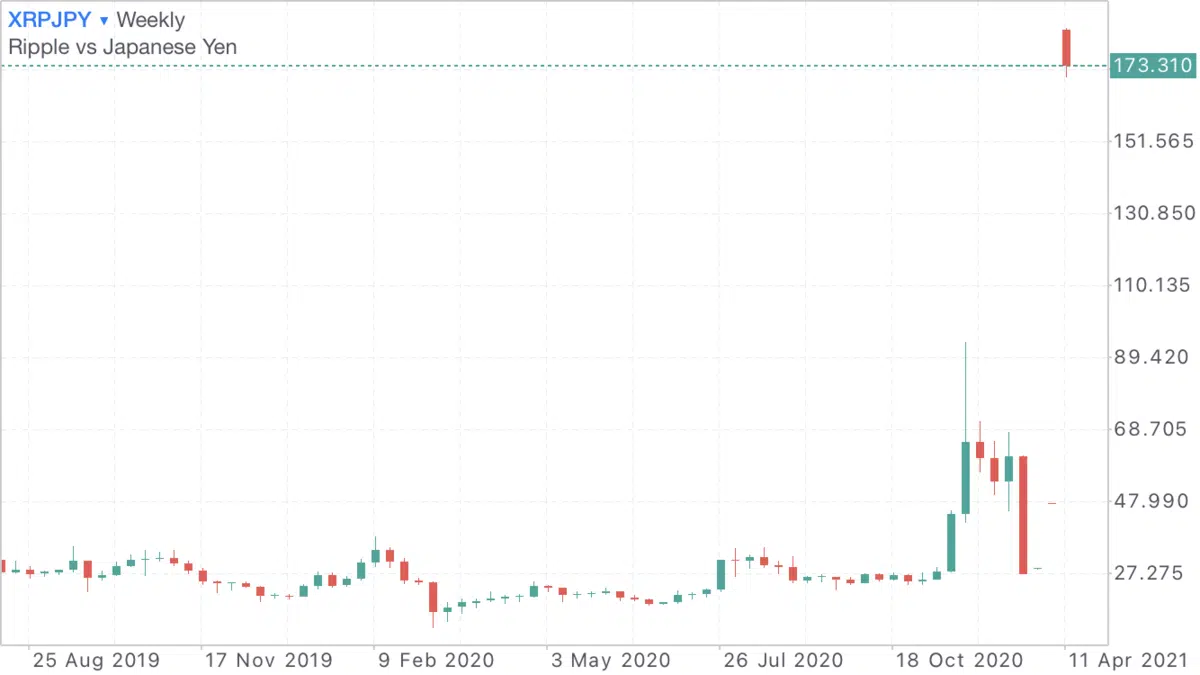 XRPJPY ▾ Weekly
Ripple vs Japanese Yen
173.310
151.565
130.850
110.135
89.420
68.705
47.990
27.275
25 Aug 2019 17 Nov 2019 9 Feb 2020 3 May 2020 26 Jul 2020 18 Oct 2020 11 Apr 2021